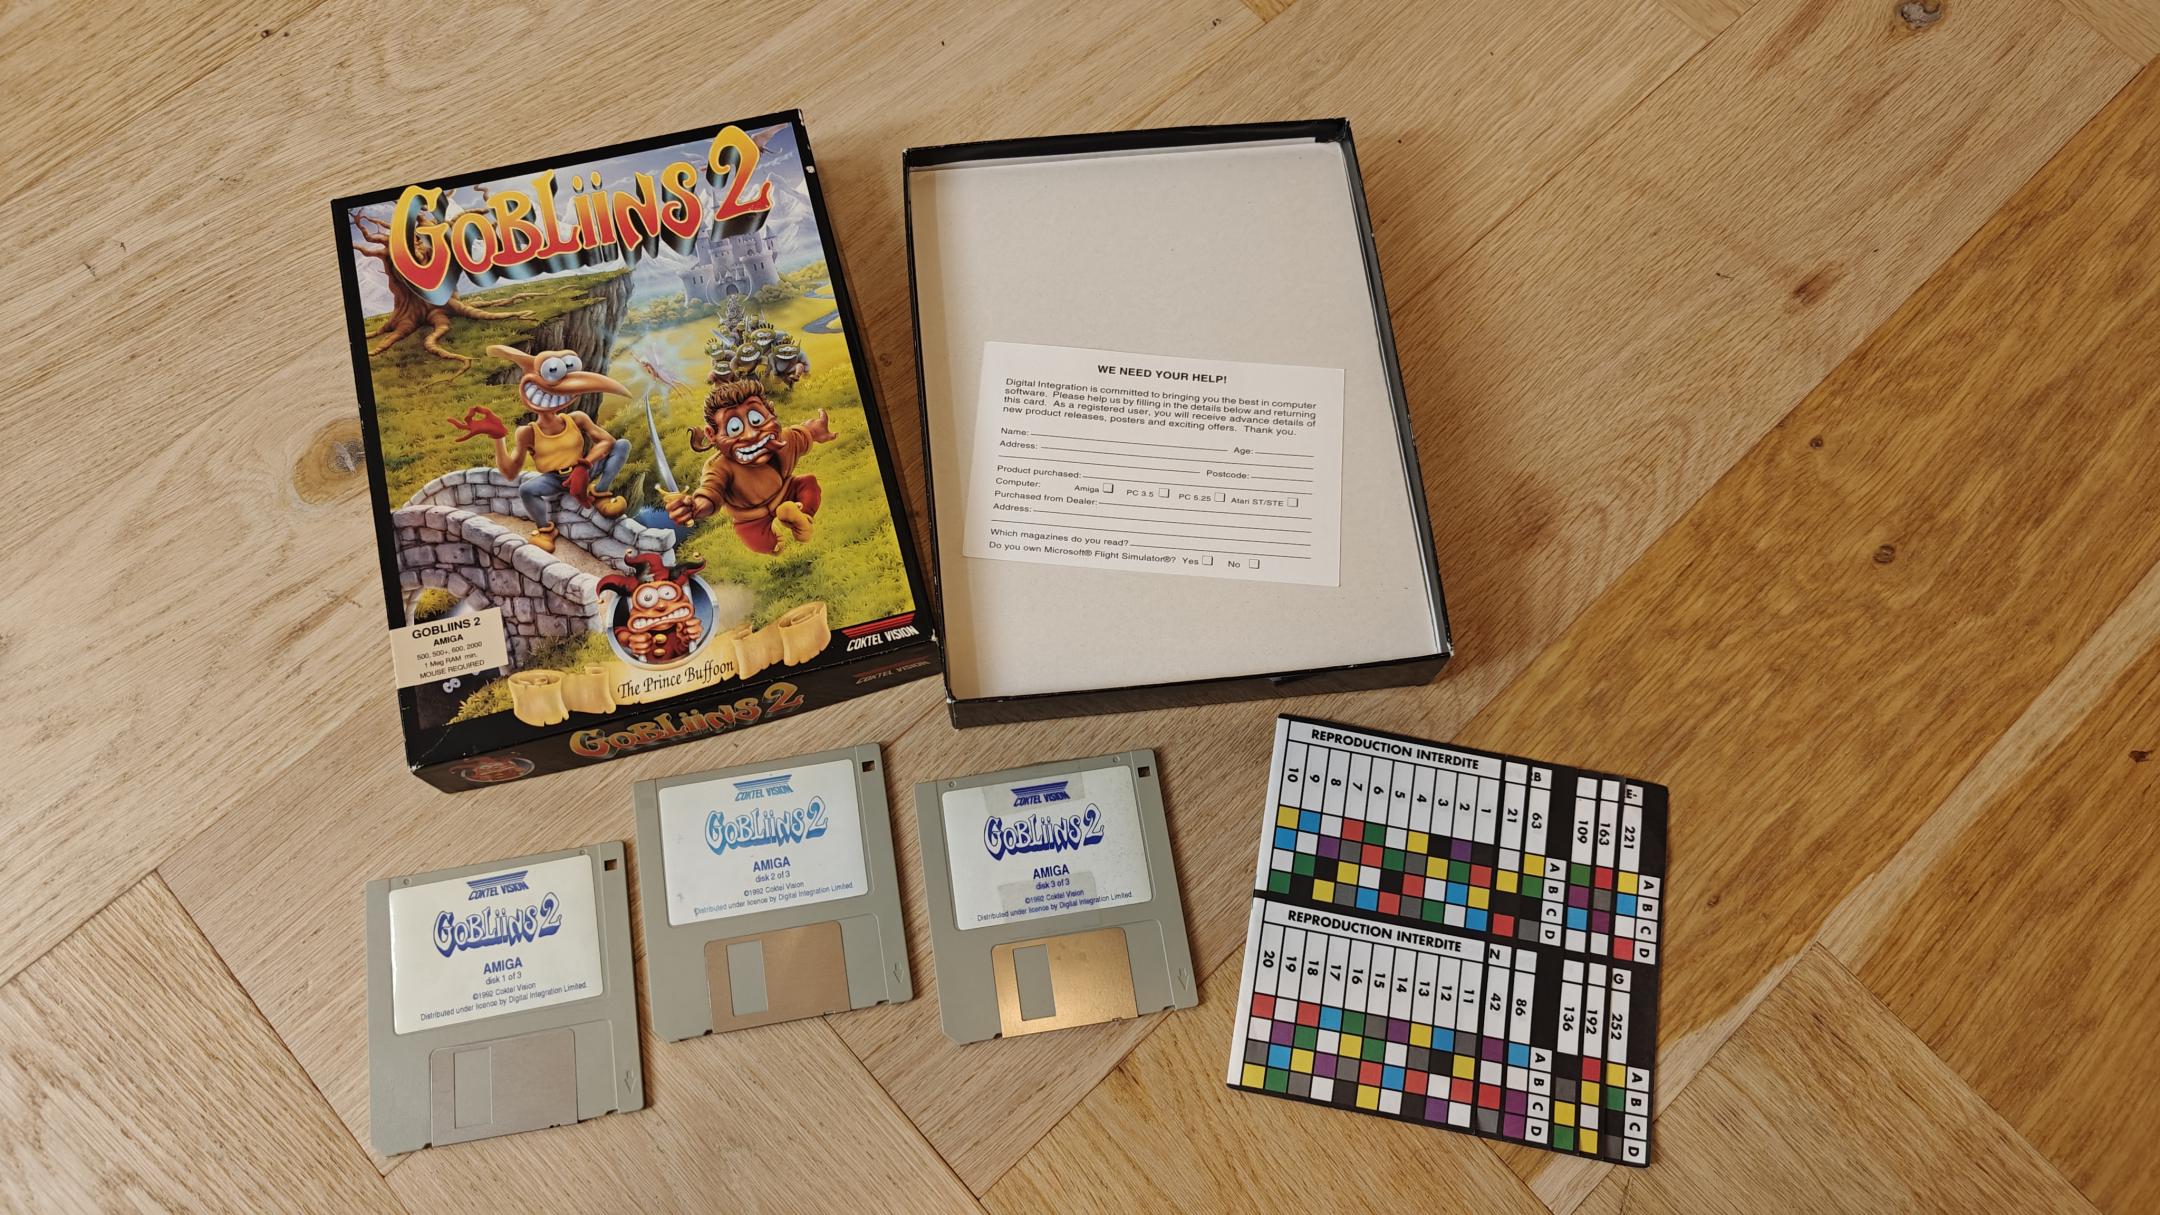 GOBLiiNS 2
GOBLIINS 2
AMIGA
500, 500+, 600, 2000
1 Meg RAM min.
MOUSE REQUIRED
The Prince Buffoon
COKTEL VISION
GOBLiiNS 2
COKTEL VISION
WE NEED YOUR HELP!
Digital Integration is committed to bringing you the best in computer
software. Please help us by filling in the details below and returning
this card. As a registered user, you will receive advance details of
new product releases, posters and exciting offers. Thank you.
Name: Age:
Address:
Postcode:
Product purchased:
Computer: Amiga PC 3.5 PC 5.25 Atari ST/STE
Purchased from Dealer:
Address:
Which magazines do you read?
Do you own Microsoft® Flight Simulator®? Yes No
COKTEL VISION
GOBLiiNS 2
AMIGA
disk 1 of 3
©1992 Coktel Vision
Distributed under licence by Digital Integration Limited.
COKTEL VISION
GOBLiiNS 2
AMIGA
disk 2 of 3
©1992 Coktel Vision
Distributed under licence by Digital Integration Limited.
COKTEL VISION
GOBLiiNS 2
AMIGA
disk 3 of 3
©1992 Coktel Vision
Distributed under licence by Digital Integration Limited.
REPRODUCTION INTERDITE
10 9 8 7 6 5 4 3 2 1 21 63 109 163 221
A B C D
A B C D
REPRODUCTION INTERDITE
20 19 18 17 16 15 14 13 12 11 42 86 136 192 252
A B C D
A B C D